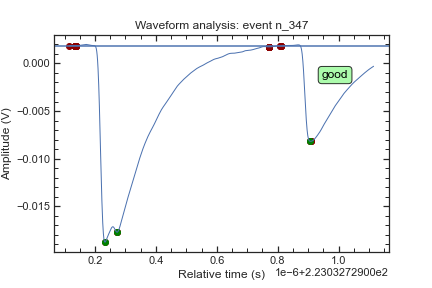 Waveform analysis: event n_347
Amplitude (V)
0.000
−0.005
−0.010
−0.015
good
0.2
0.4
0.6
0.8
1.0
1e-6+2.2303272900e2
Relative time (s)